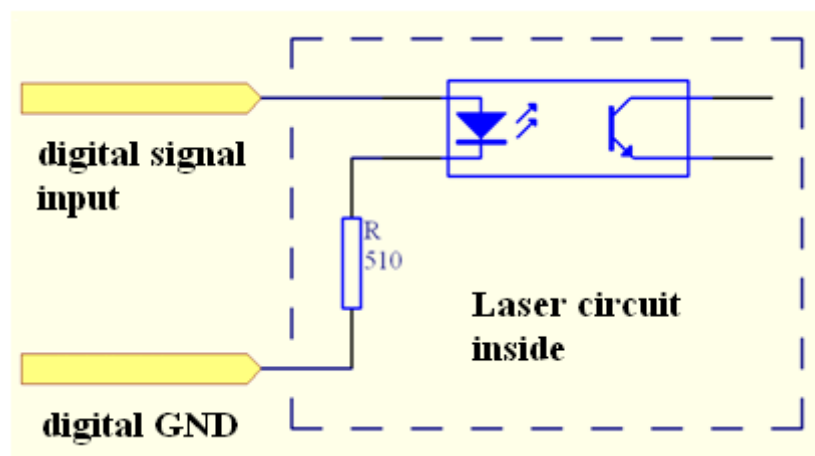 digital signal
input
R
510
Laser circuit
inside
digital GND